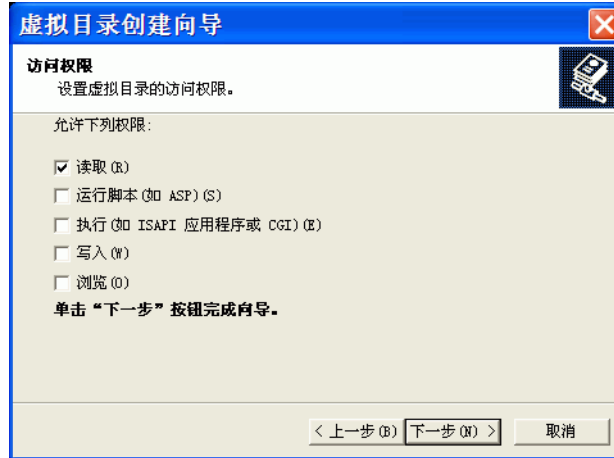 虚拟目录创建向导
访问权限
设置虚拟目录的访问权限。
允许下列权限:
读取(R)
运行脚本(如 ASP)(S)
执行(如 ISAPI 应用程序或 CGI)(E)
写入(W)
浏览(O)
单击“下一步”按钮完成向导。
< 上一步(B) 下一步(N) > 取消